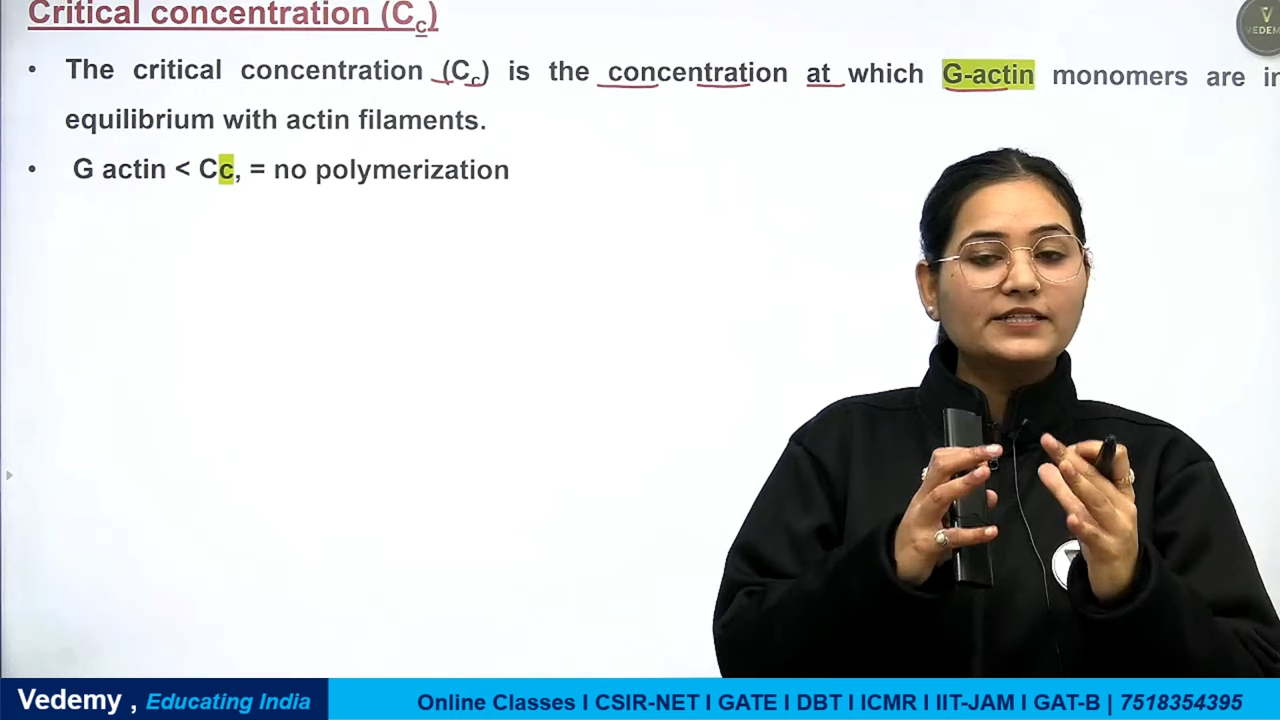 Critical concentration (Cc)
• The critical concentration (Cc) is the concentration at which G-actin monomers are in
equilibrium with actin filaments.
• G actin < Cc, = no polymerization
VEDEMY
Vedemy , Educating India
Online Classes I CSIR-NET I GATE I DBT I ICMR I IIT-JAM I GAT-B | 7518354395